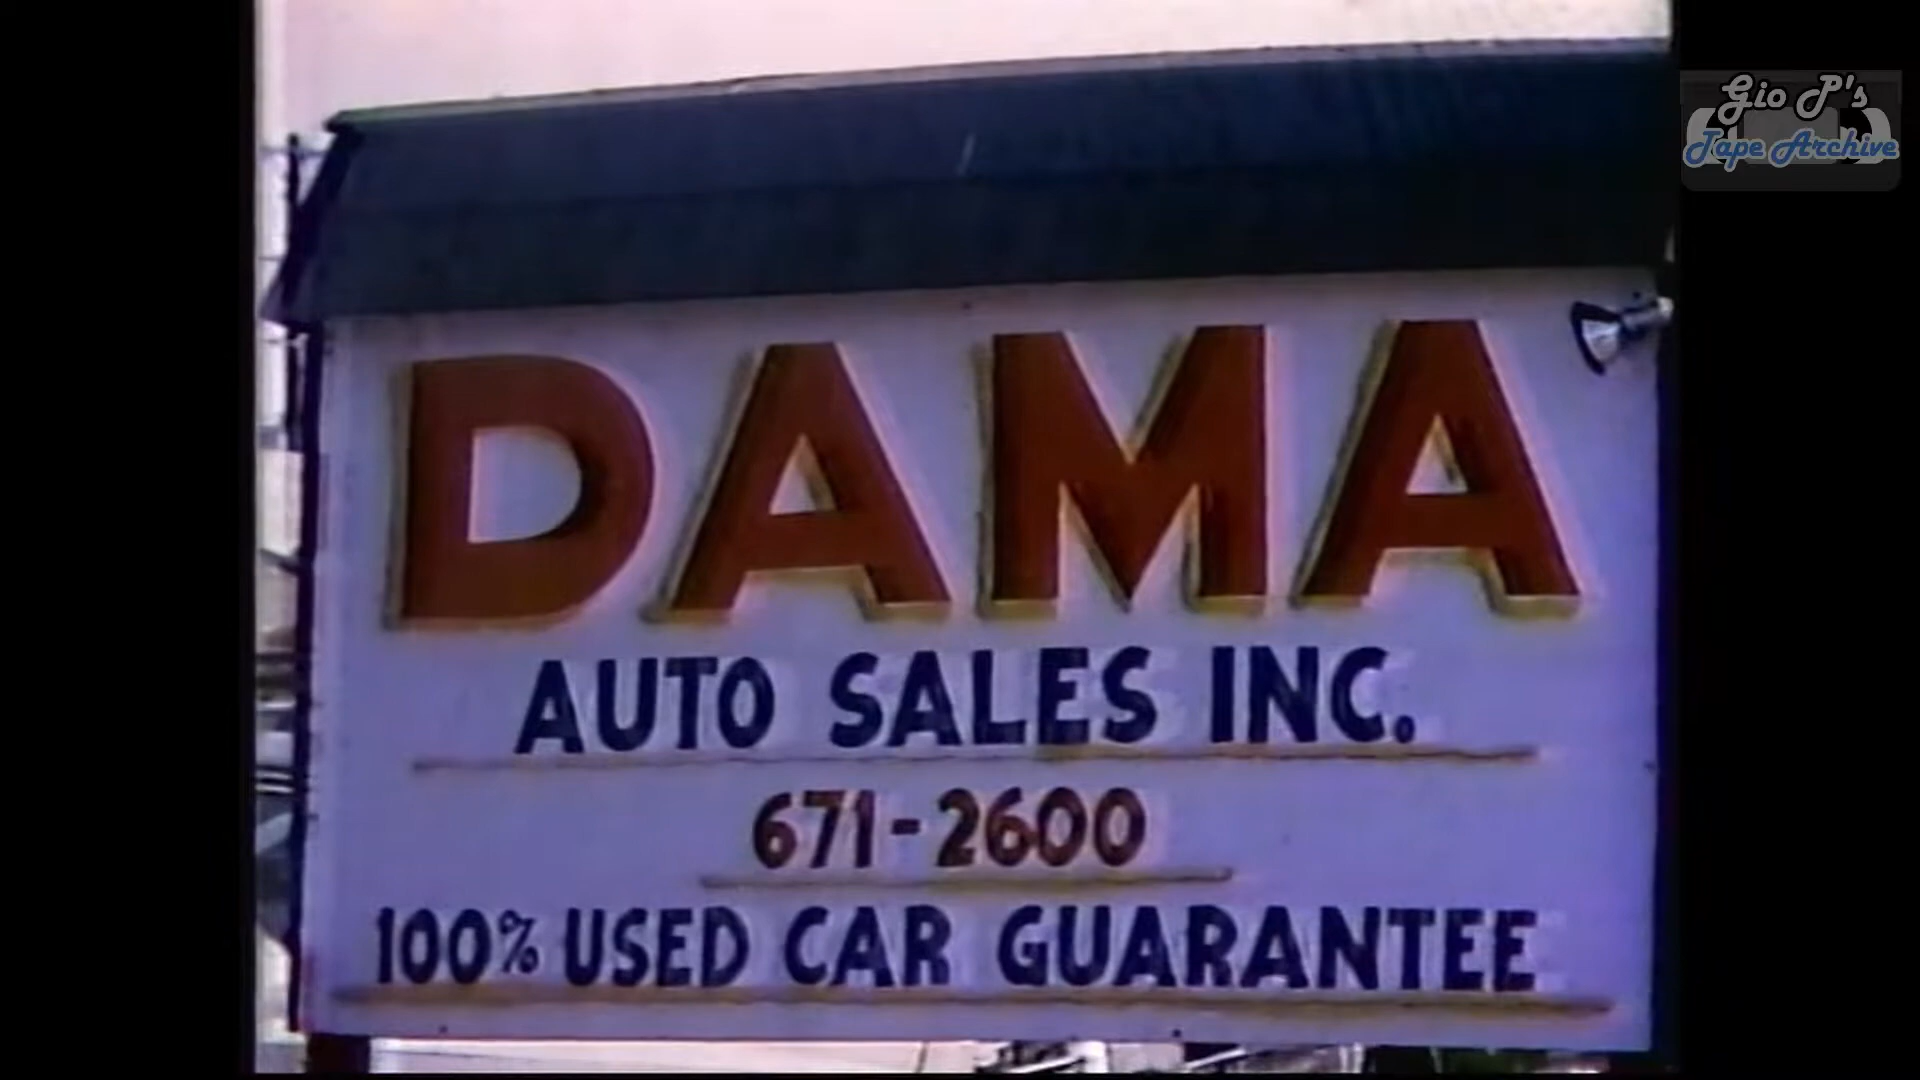 Gio P's
Tape Archive
DAMA
AUTO SALES INC.
671-2600
100% USED CAR GUARANTEE